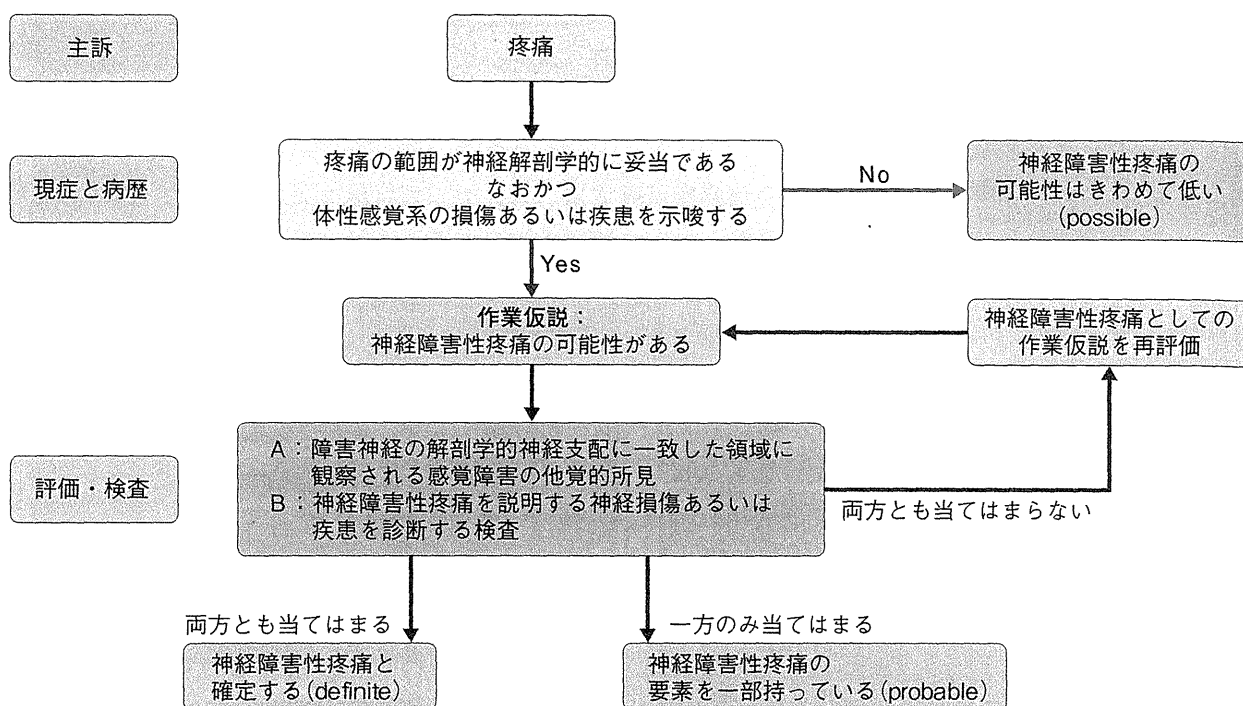 主訴
疼痛
現症と病歴
疼痛の範囲が神経解剖学的に妥当である
なおかつ
体性感覚系の損傷あるいは疾患を示唆する
No
神経障害性疼痛の
可能性はきわめて低い
(possible)
Yes
作業仮説：
神経障害性疼痛の可能性がある
神経障害性疼痛としての
作業仮説を再評価
評価・検査
A：障害神経の解剖学的神経支配に一致した領域に
観察される感覚障害の他覚的所見
B：神経障害性疼痛を説明する神経損傷あるいは
疾患を診断する検査
両方とも当てはまらない
両方とも当てはまる
一方のみ当てはまる
神経障害性疼痛と
確定する(definite)
神経障害性疼痛の
要素を一部持っている(probable)